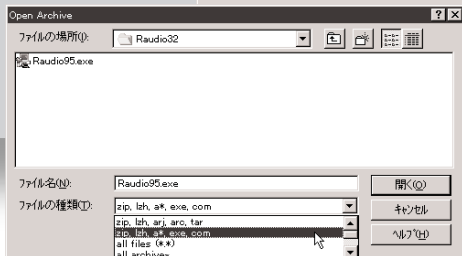 Open Archive
ファイルの場所(I):
Raudio32
Raudio95.exe
ファイル名(N):
Raudio95.exe
開く(O)
ファイルの種類(T):
zip, lzh, a*, exe, com
キャンセル
zip, lzh, arj, arc, tar
zip, lzh, a*, exe, com
ヘルプ(H)
all files (*.*)
all archives